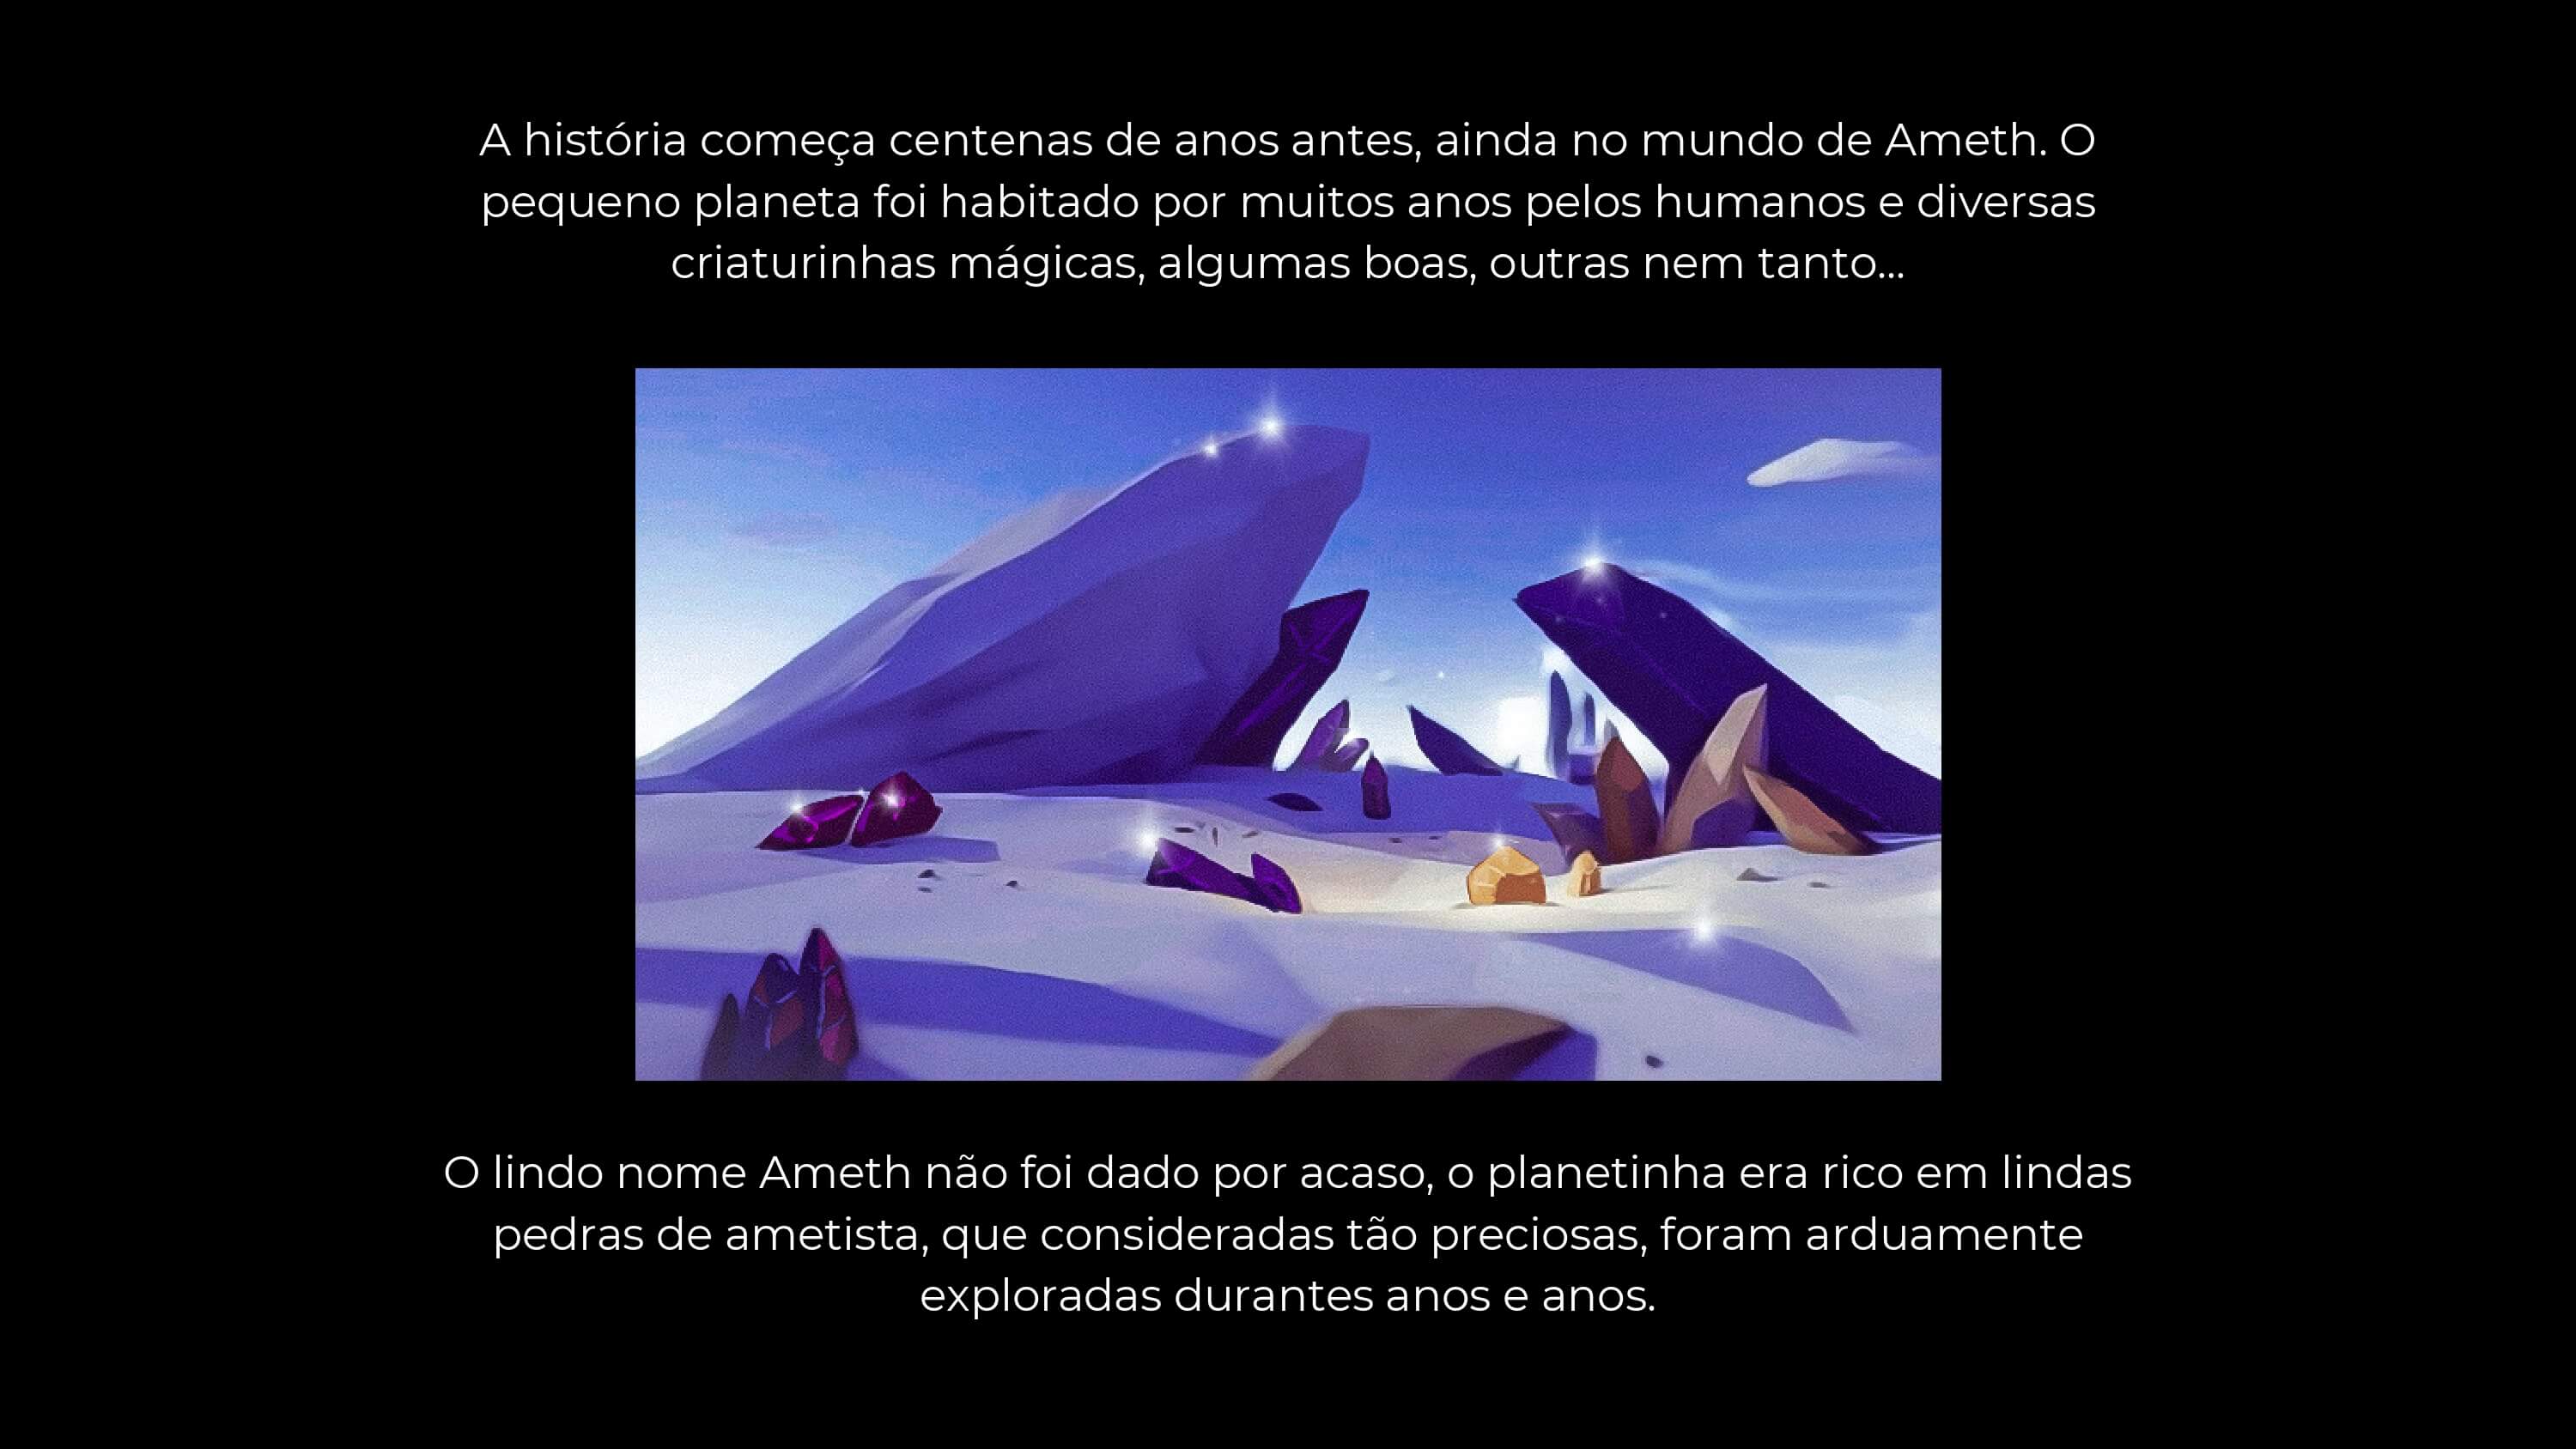 A história começa centenas de anos antes, ainda no mundo de Ameth. O
pequeno planeta foi habitado por muitos anos pelos humanos e diversas
criaturinhas mágicas, algumas boas, outras nem tanto...
O lindo nome Ameth não foi dado por acaso, o planetinha era rico em lindas
pedras de ametista, que consideradas tão preciosas, foram arduamente
exploradas durantes anos e anos.